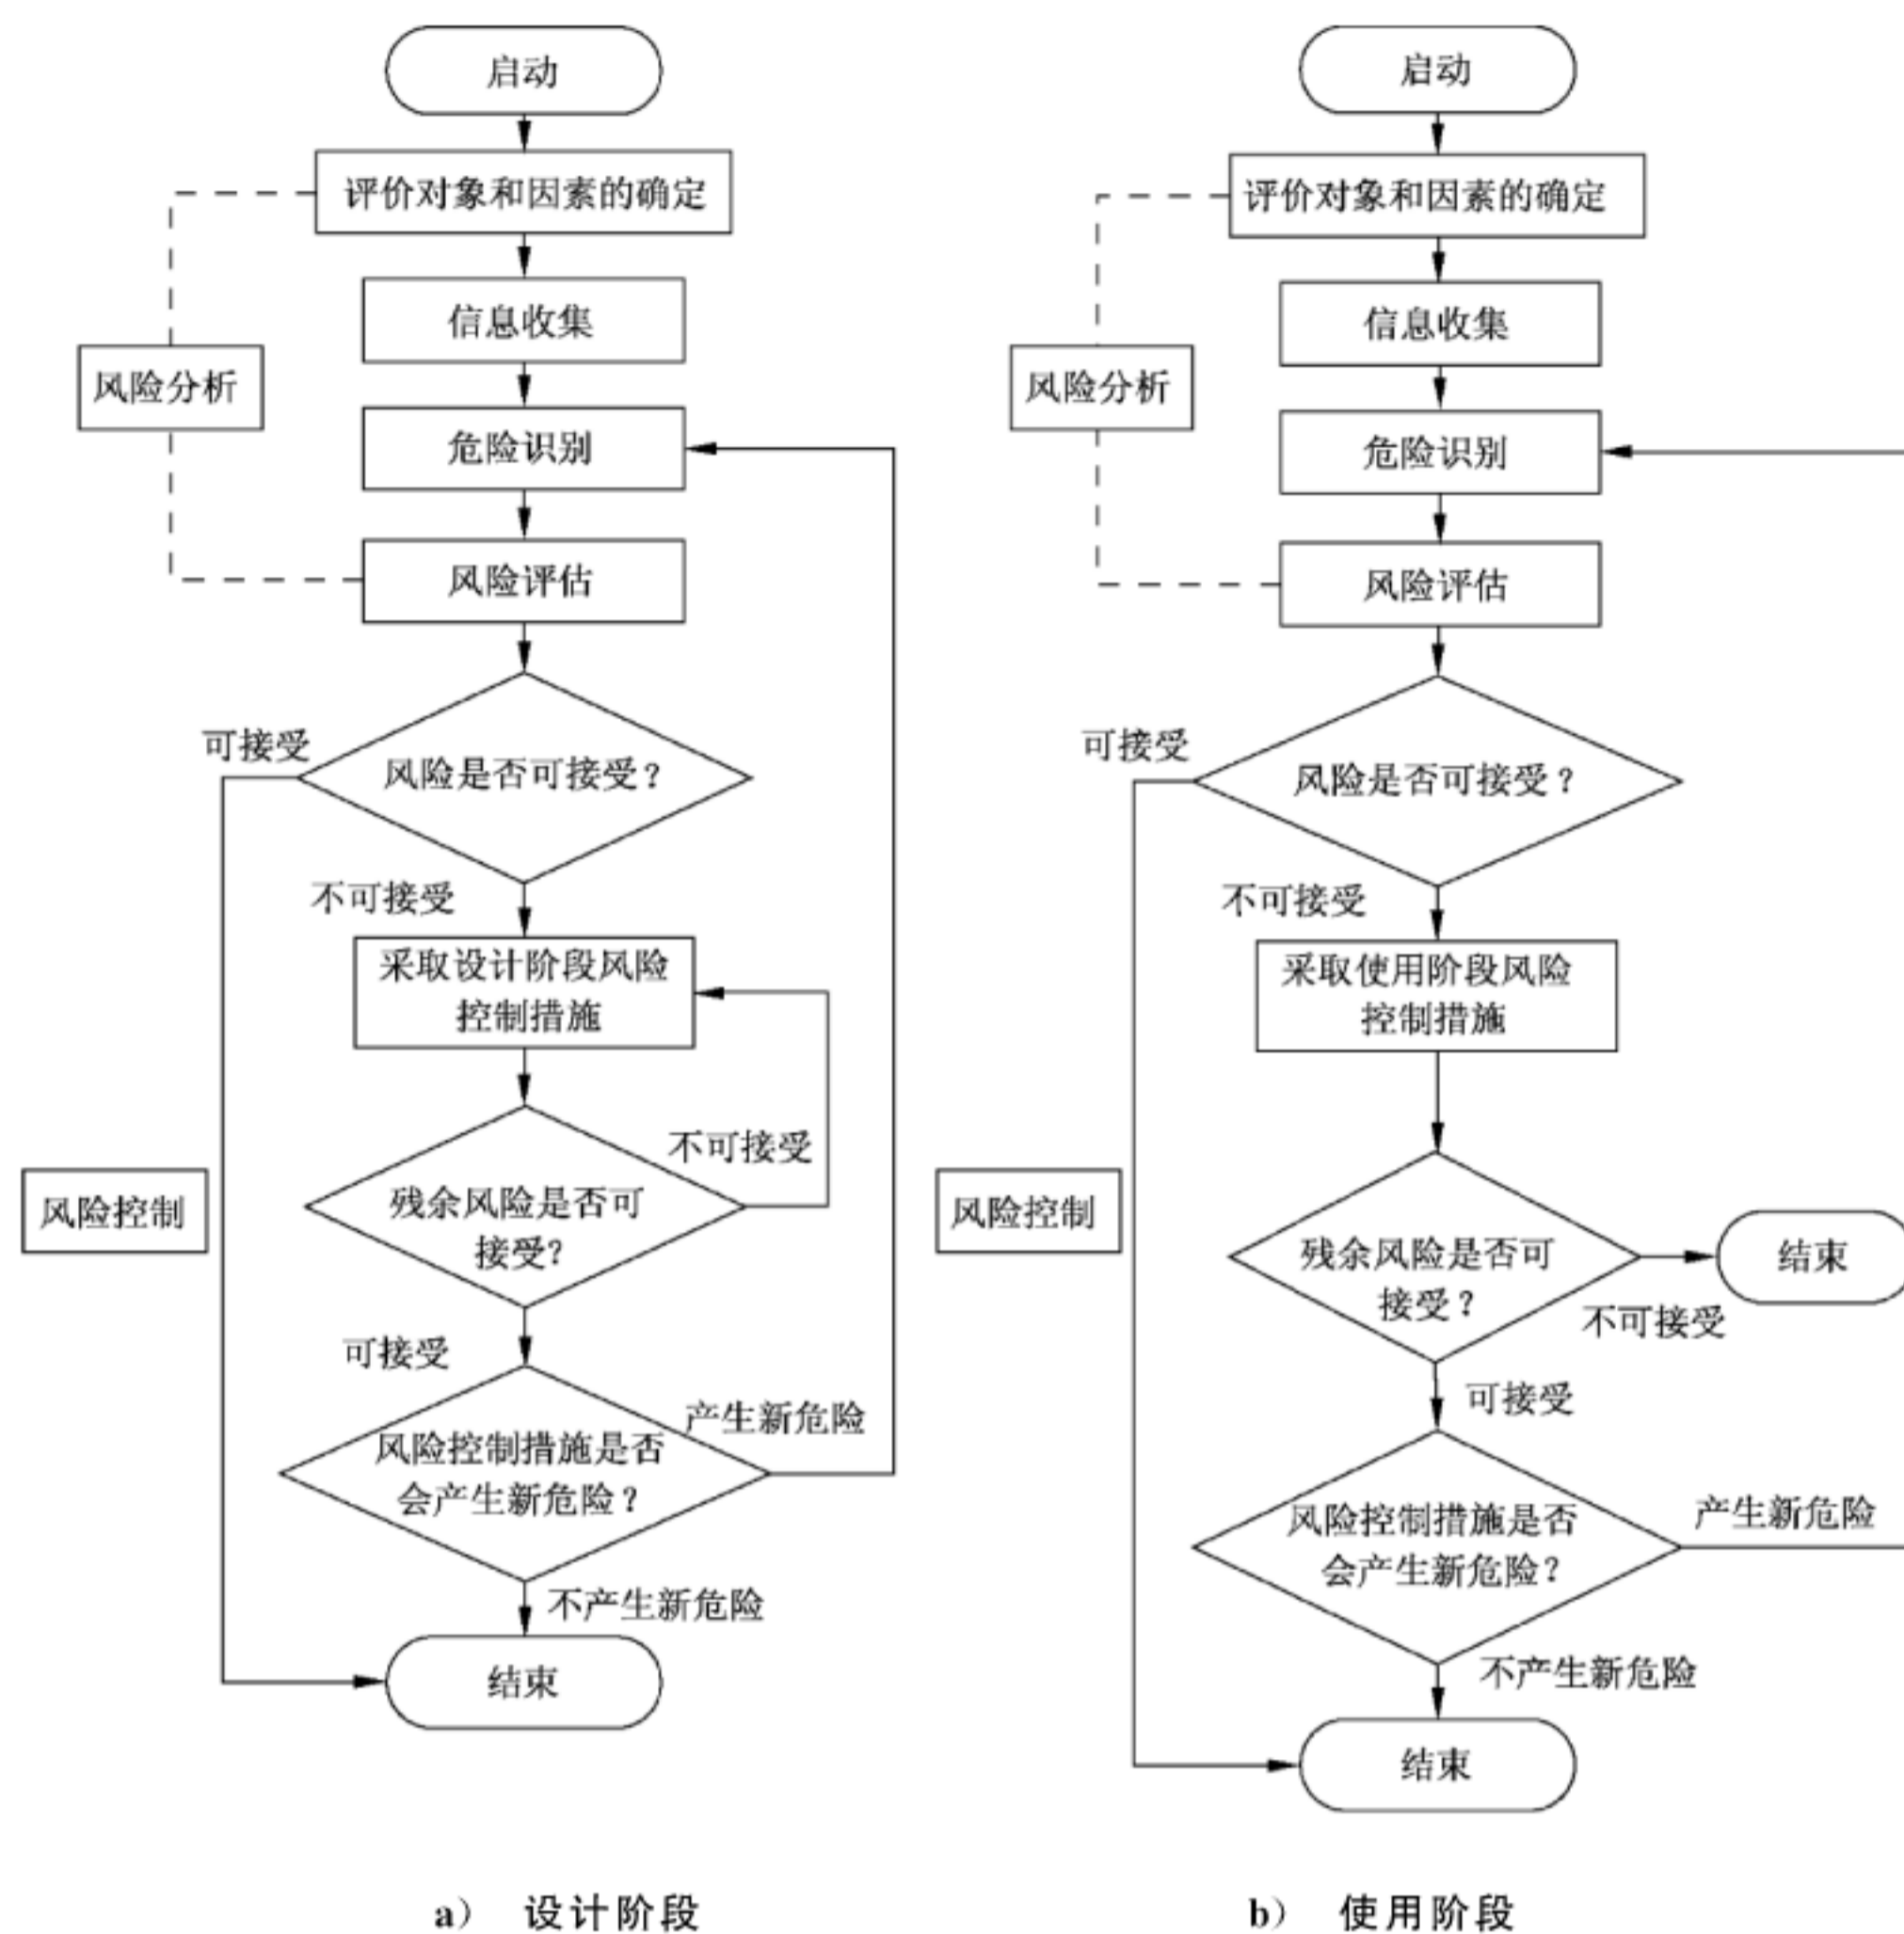 启动
评价对象和因素的确定
信息收集
风险分析
危险识别
风险评估
可接受
风险是否可接受?
不可接受
采取设计阶段风险
控制措施
不可接受
风险控制
残余风险是否可
接受?
可接受
产生新危险
风险控制措施是否
会产生新危险?
不产生新危险
结束
a) 设计阶段
启动
评价对象和因素的确定
信息收集
风险分析
危险识别
风险评估
可接受
风险是否可接受?
不可接受
采取使用阶段风险
控制措施
风险控制
残余风险是否可
接受?
结束
不可接受
可接受
风险控制措施是否
会产生新危险?
产生新危险
不产生新危险
结束
b) 使用阶段